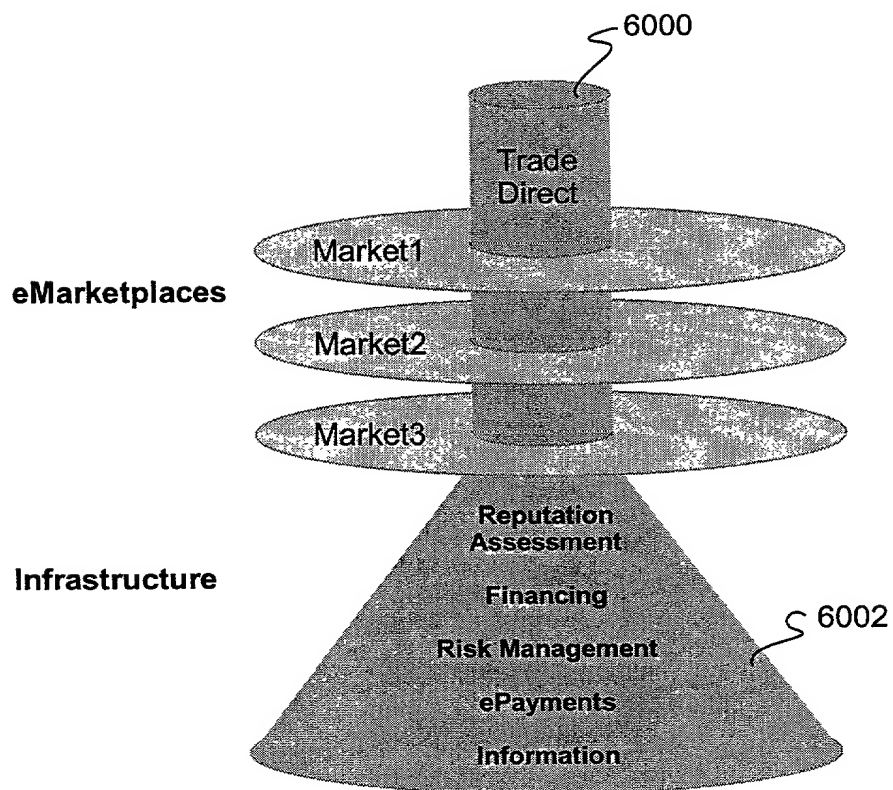 6000
Trade
Direct
Market1
eMarketplaces
Market2
Market3
Reputation
Assessment
Infrastructure
Financing
6002
Risk Management
ePayments
Information